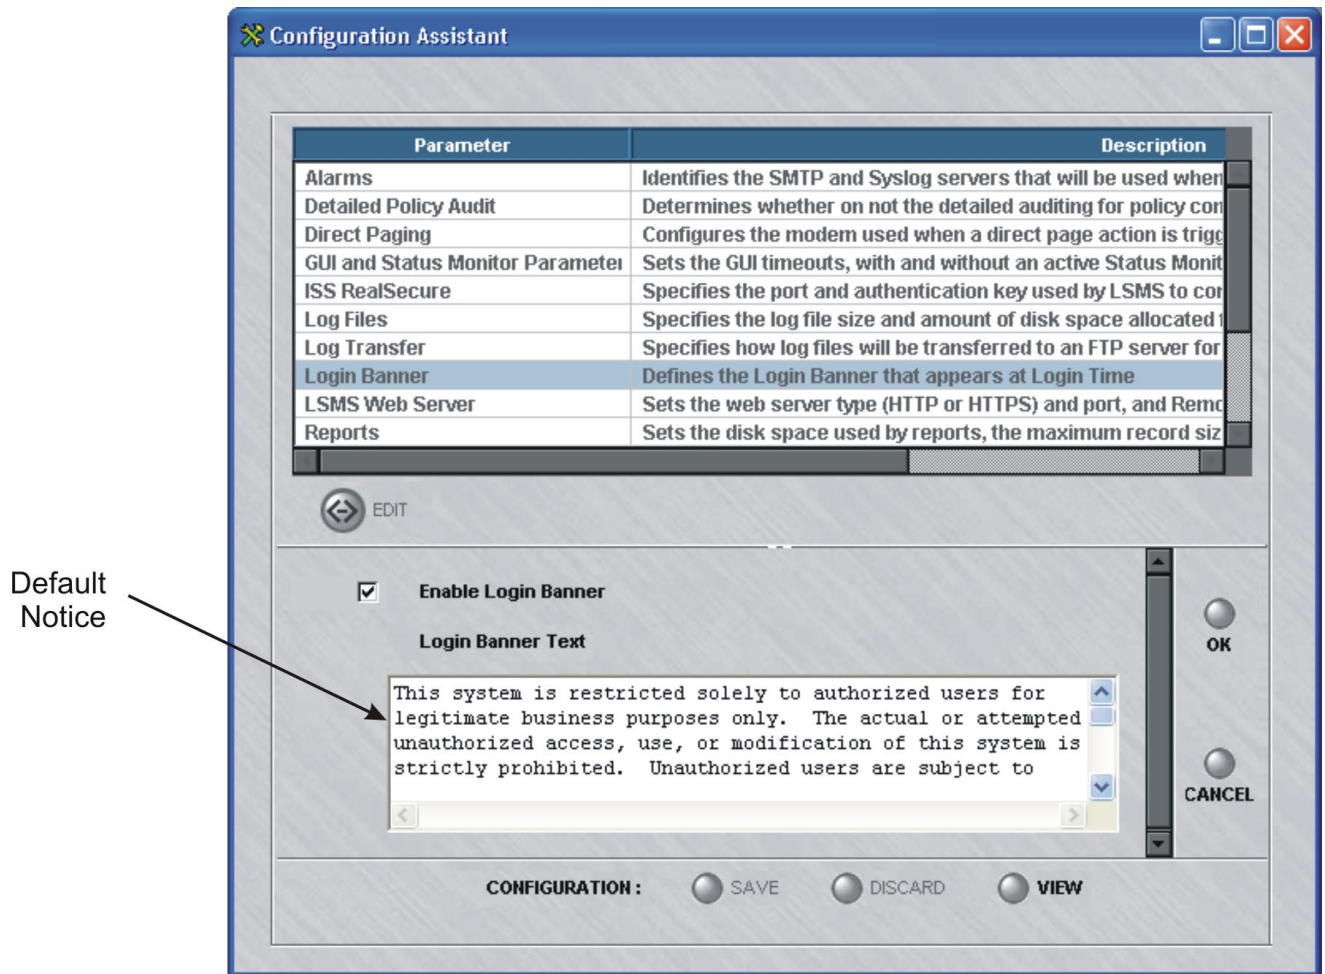 Configuration Assistant
Parameter Description
Alarms Identifies the SMTP and Syslog servers that will be used when
Detailed Policy Audit Determines whether on not the detailed auditing for policy con
Direct Paging Configures the modem used when a direct page action is trigg
GUI and Status Monitor Parameter Sets the GUI timeouts, with and without an active Status Monit
ISS RealSecure Specifies the port and authentication key used by LSMS to cor
Log Files Specifies the log file size and amount of disk space allocated
Log Transfer Specifies how log files will be transferred to an FTP server for
Login Banner Defines the Login Banner that appears at Login Time
LSMS Web Server Sets the web server type (HTTP or HTTPS) and port, and Remo
Reports Sets the disk space used by reports, the maximum record siz
EDIT
Default
Notice
Enable Login Banner
Login Banner Text
This system is restricted solely to authorized users for
legitimate business purposes only.  The actual or attempted
unauthorized access, use, or modification of this system is
strictly prohibited.  Unauthorized users are subject to
OK
CANCEL
CONFIGURATION : SAVE DISCARD VIEW